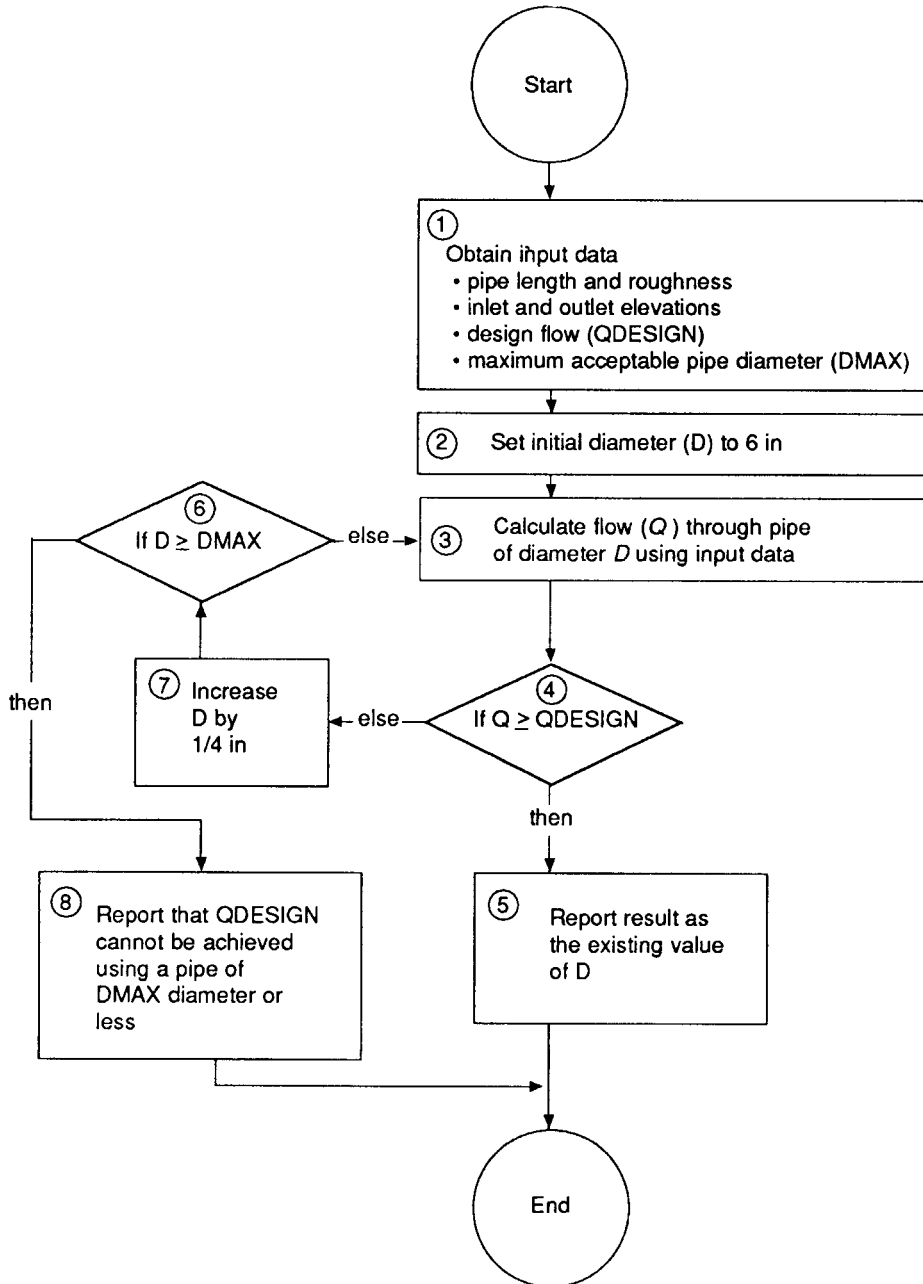 Start
1
Obtain input data
• pipe length and roughness
• inlet and outlet elevations
• design flow (QDESIGN)
• maximum acceptable pipe diameter (DMAX)
2 Set initial diameter (D) to 6 in
3 Calculate flow (Q) through pipe
of diameter D using input data
6
If D ≥ DMAX
else
then
7 Increase
D by
1/4 in
4
If Q ≥ QDESIGN
else
then
8
Report that QDESIGN
cannot be achieved
using a pipe of
DMAX diameter or
less
5
Report result as
the existing value
of D
End